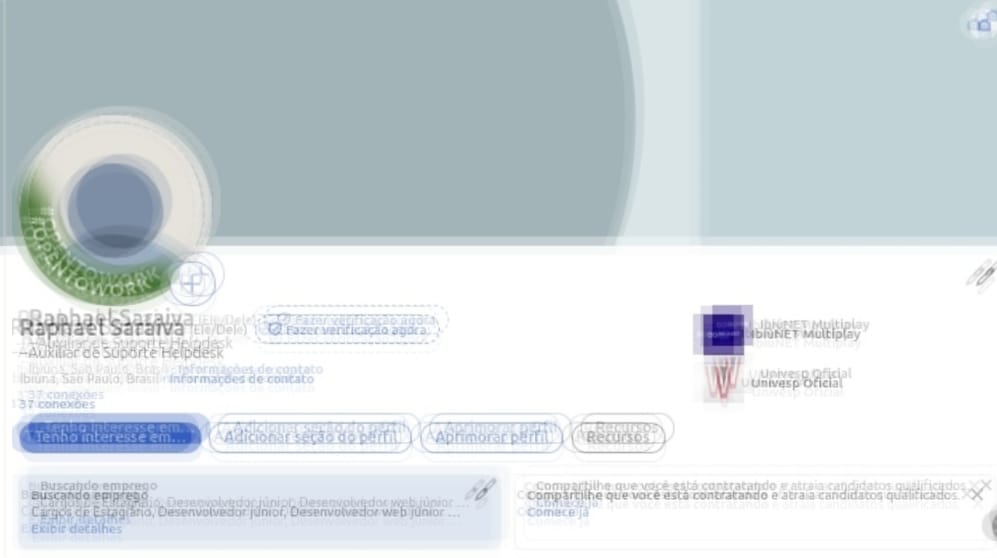 #OPENTOWORK
Raphael Saraiva (Ele/Dele) Fazer verificação agora
Auxiliar de Suporte Helpdesk
Ibiúna, São Paulo, Brasil · Informações de contato
37 conexões
IbiúNET Multiplay
Univesp Oficial
Tenho interesse em... Adicionar seção do perfil Aprimorar perfil Recursos
Buscando emprego
Cargos de Estagiário, Desenvolvedor júnior, Desenvolvedor web júnior ...
Exibir detalhes
Compartilhe que você está contratando e atraia candidatos qualificados.
Comece já